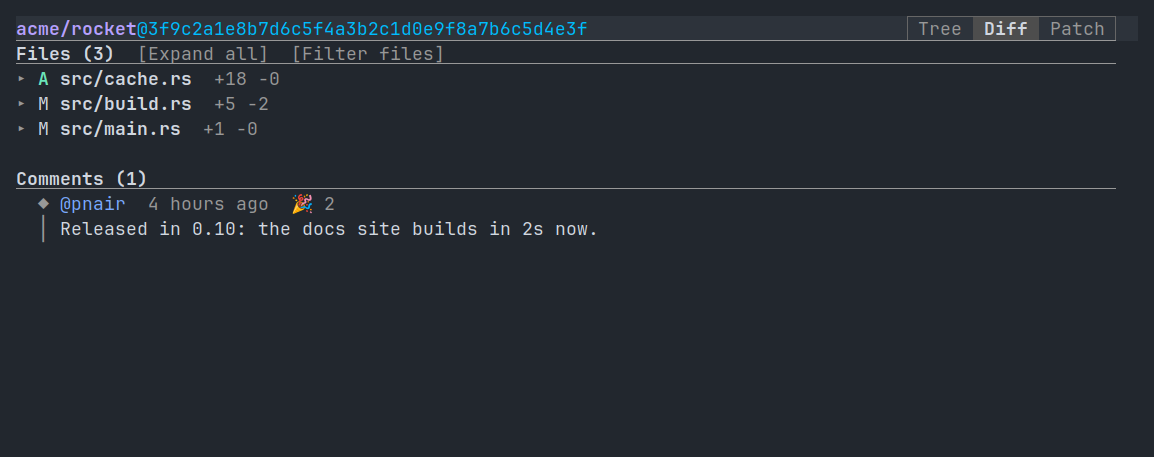 acme/rocket@3f9c2a1e8b7d6c5f4a3b2c1d0e9f8a7b6c5d4e3f Tree Diff Patch
Files (3) [Expand all] [Filter files]
▸ A src/cache.rs +18 -0
▸ M src/build.rs +5 -2
▸ M src/main.rs +1 -0
Comments (1)
◆ @pnair 4 hours ago 🎉 2
Released in 0.10: the docs site builds in 2s now.